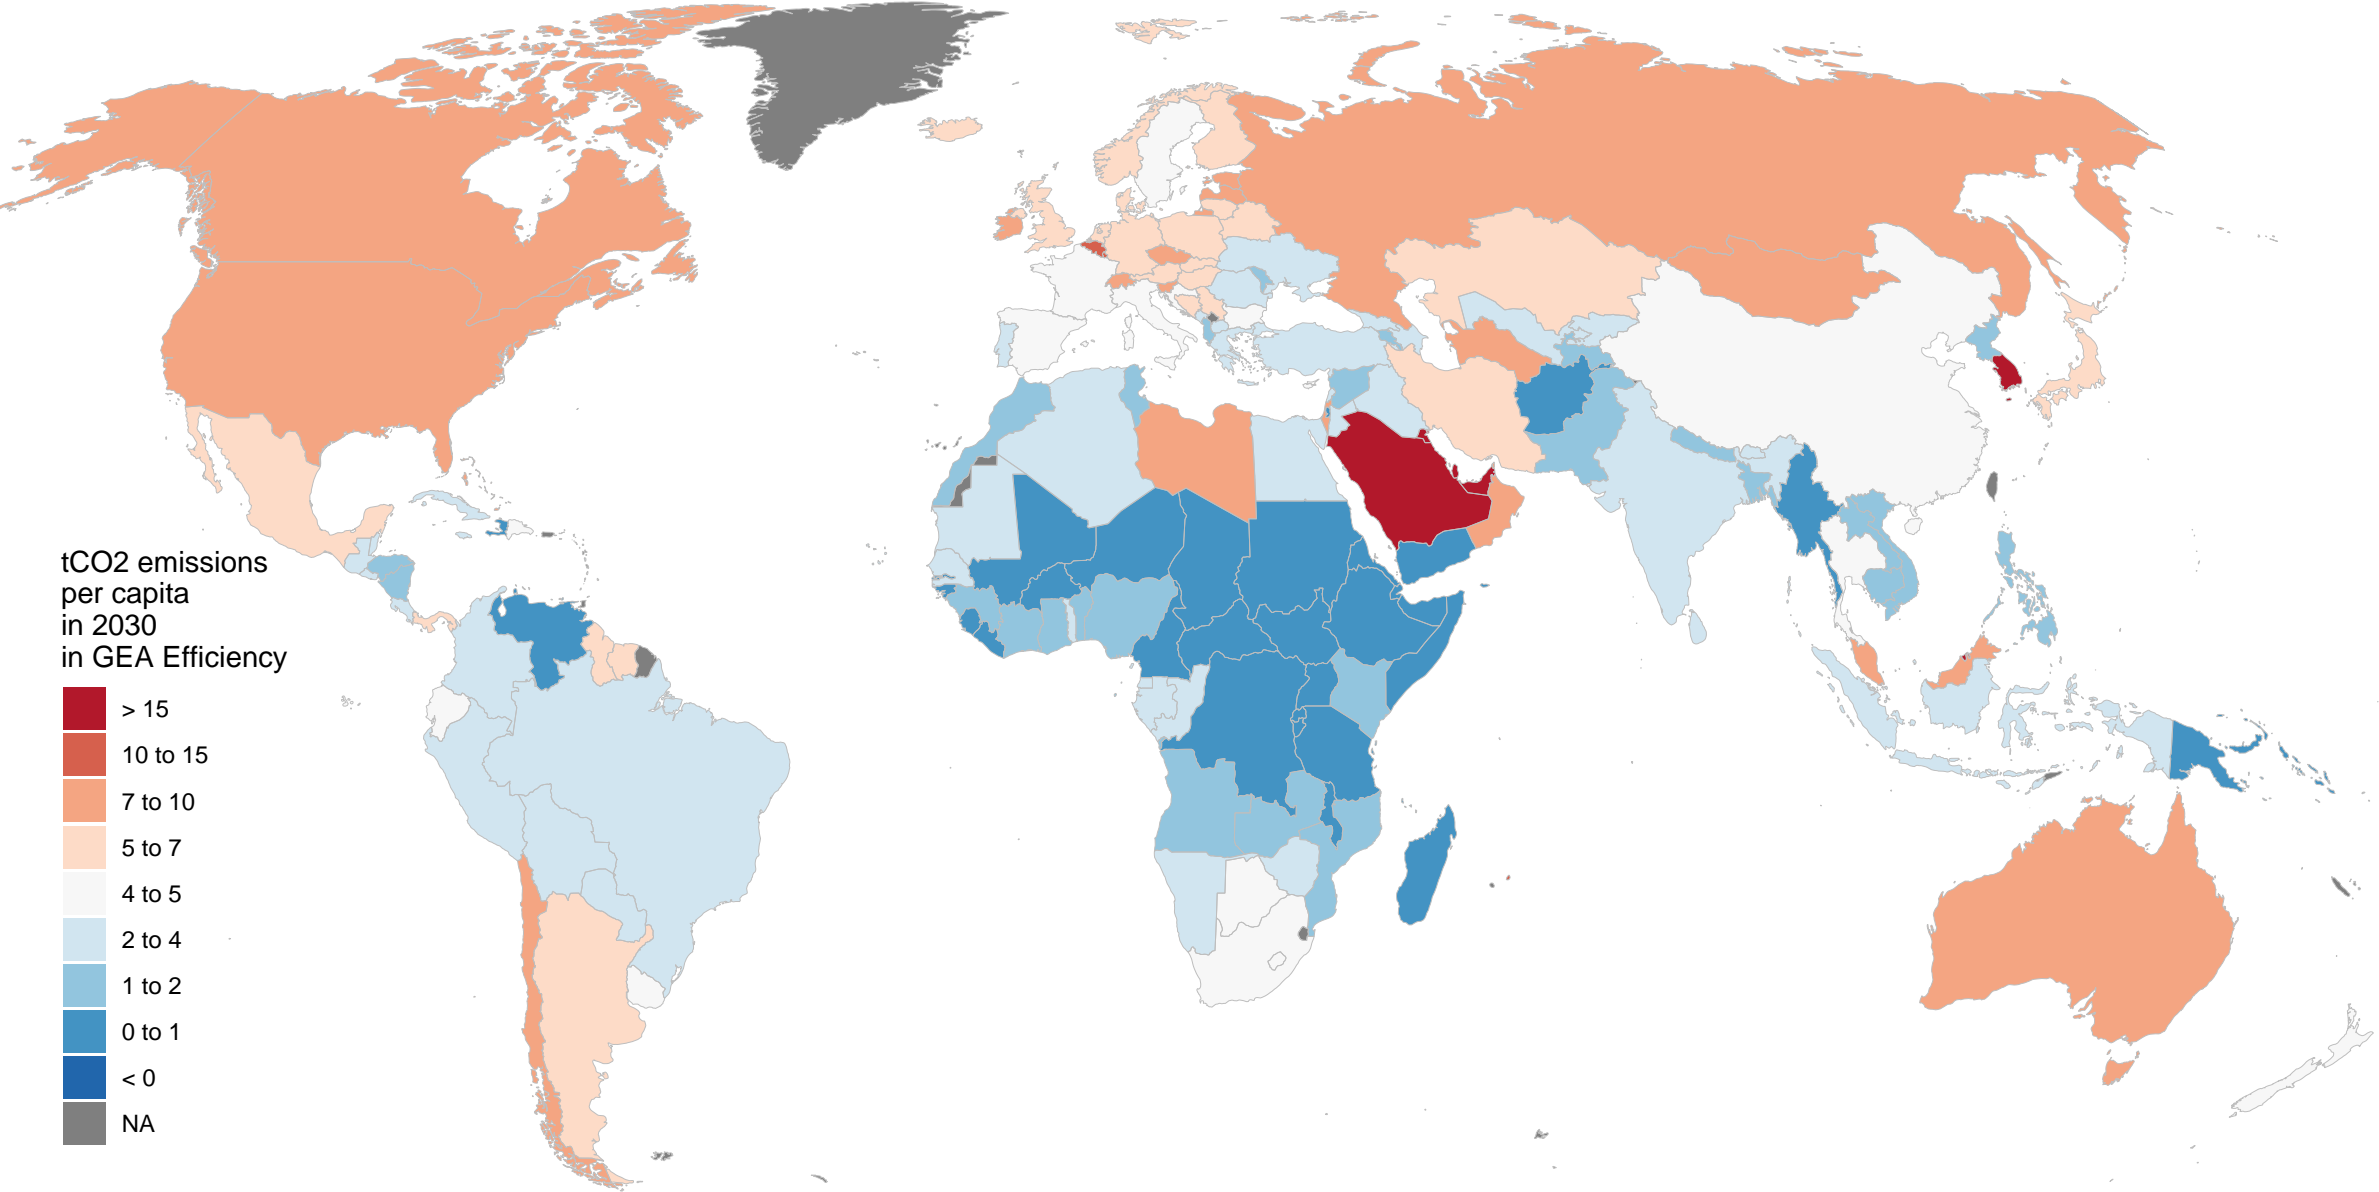 tCO2 emissions
per capita
in 2030
in GEA Efficiency
> 15
10 to 15
7 to 10
5 to 7
4 to 5
2 to 4
1 to 2
0 to 1
< 0
NA